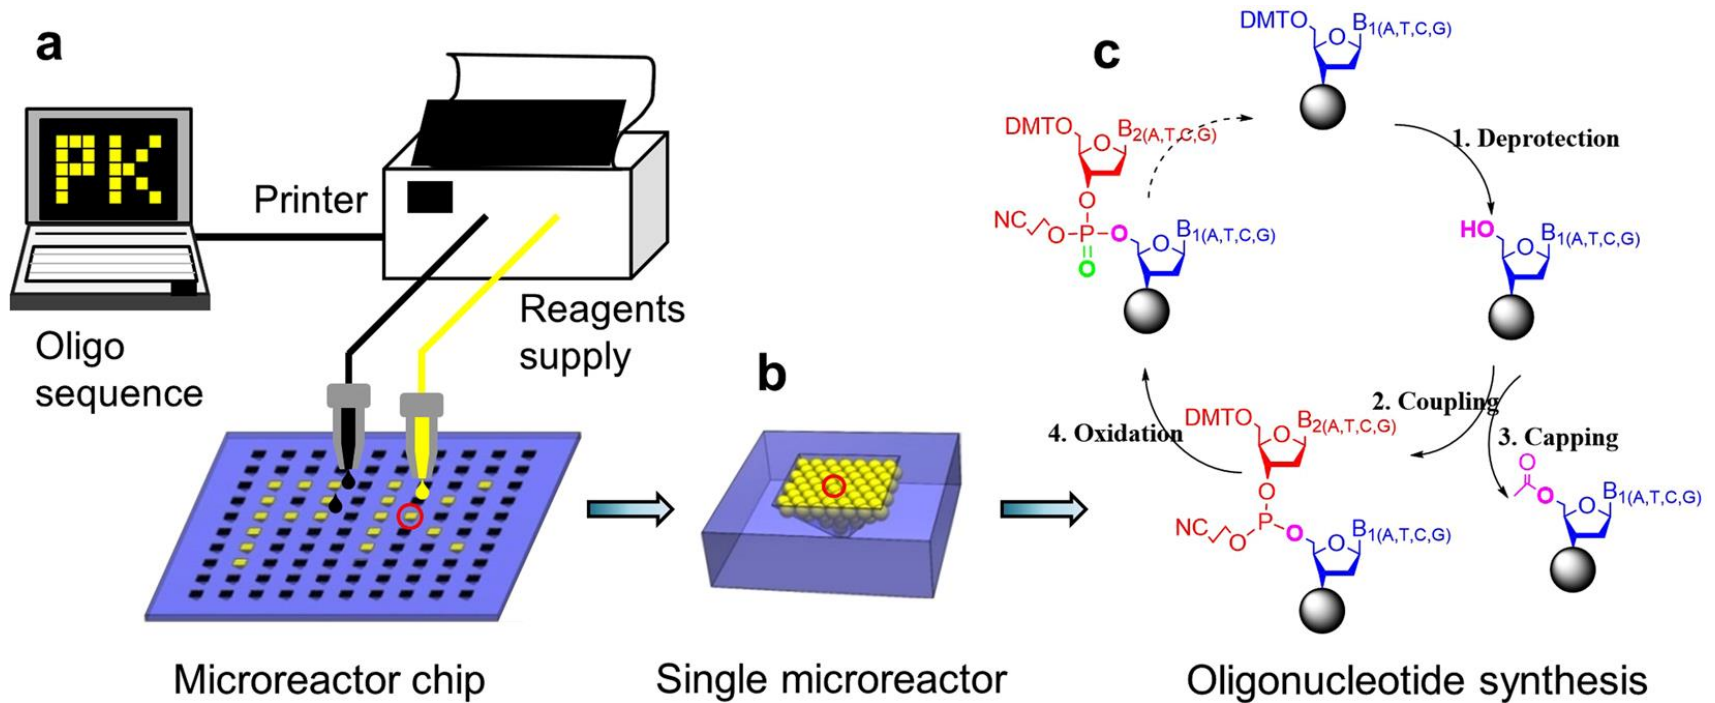 a
PK
Printer
Oligo
sequence
Reagents
supply
Microreactor chip
b
Single microreactor
c
DMTO
O
B1(A,T,C,G)
1. Deprotection
HO
O
B1(A,T,C,G)
2. Coupling
3. Capping
O
O
O
B1(A,T,C,G)
DMTO
O
B2(A,T,C,G)
O
NC
O
P
O
O
B1(A,T,C,G)
4. Oxidation
DMTO
O
B2(A,T,C,G)
O
NC
O
P
O
O
O
B1(A,T,C,G)
Oligonucleotide synthesis